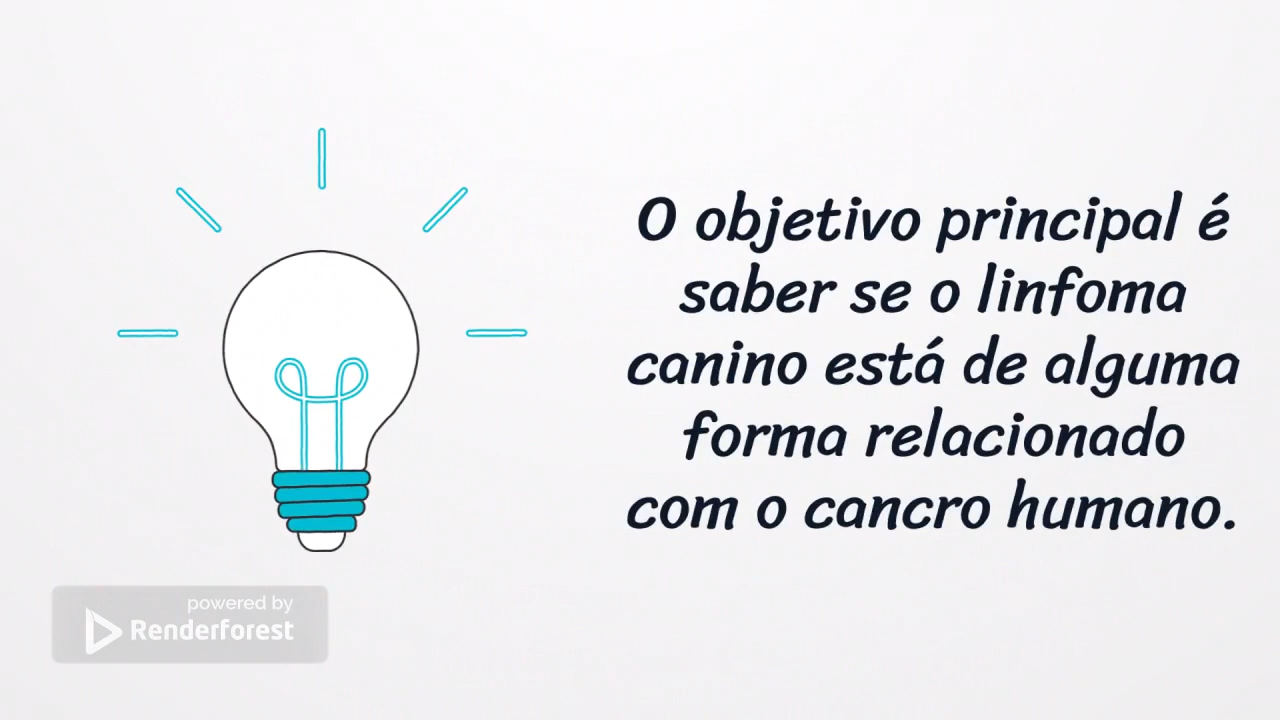 O objetivo principal é
saber se o linfoma
canino está de alguma
forma relacionado
com o cancro humano.
powered by
Renderforest